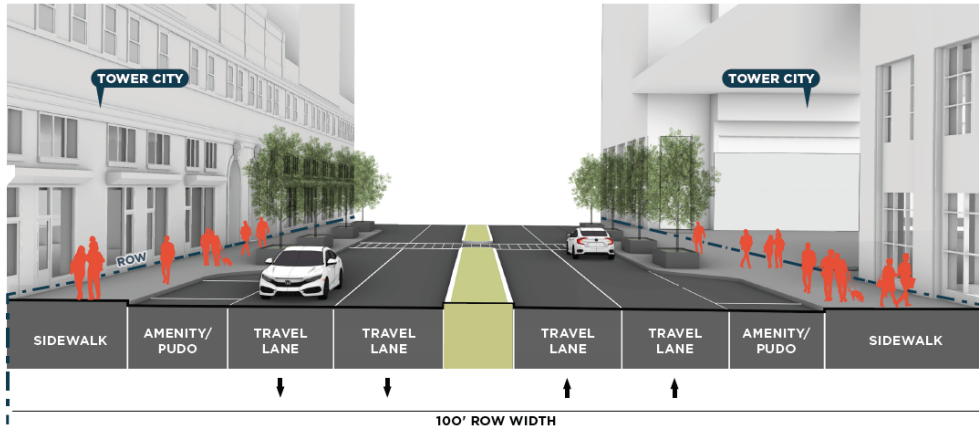 TOWER CITY
TOWER CITY
ROW
SIDEWALK
AMENITY/
PUDO
TRAVEL
LANE
TRAVEL
LANE
TRAVEL
LANE
TRAVEL
LANE
AMENITY/
PUDO
SIDEWALK
100' ROW WIDTH